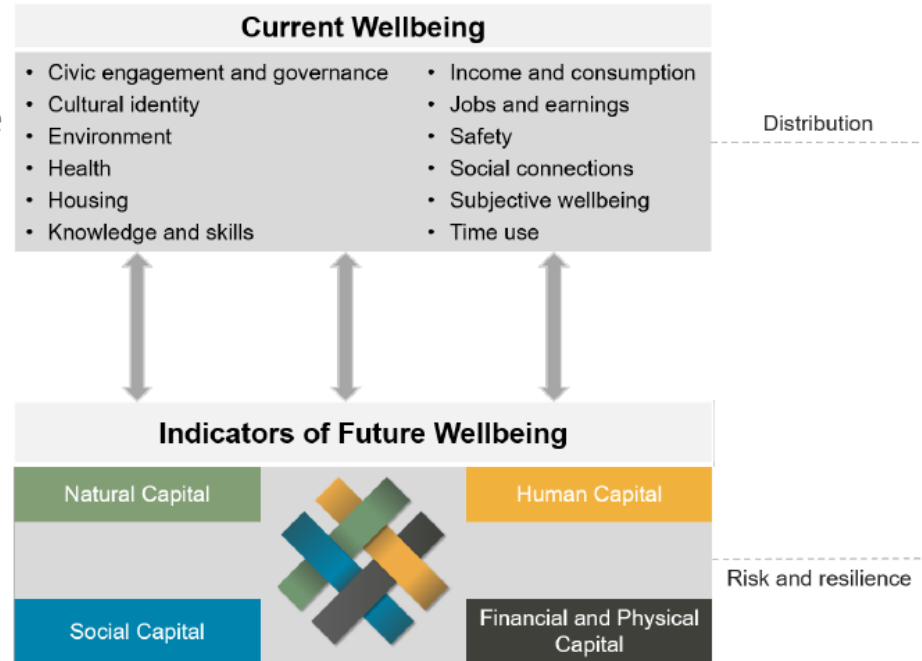 Current Wellbeing
• Civic engagement and governance
• Cultural identity
• Environment
• Health
• Housing
• Knowledge and skills
• Income and consumption
• Jobs and earnings
• Safety
• Social connections
• Subjective wellbeing
• Time use
Distribution
Indicators of Future Wellbeing
Natural Capital
Human Capital
Social Capital
Financial and Physical
Capital
Risk and resilience